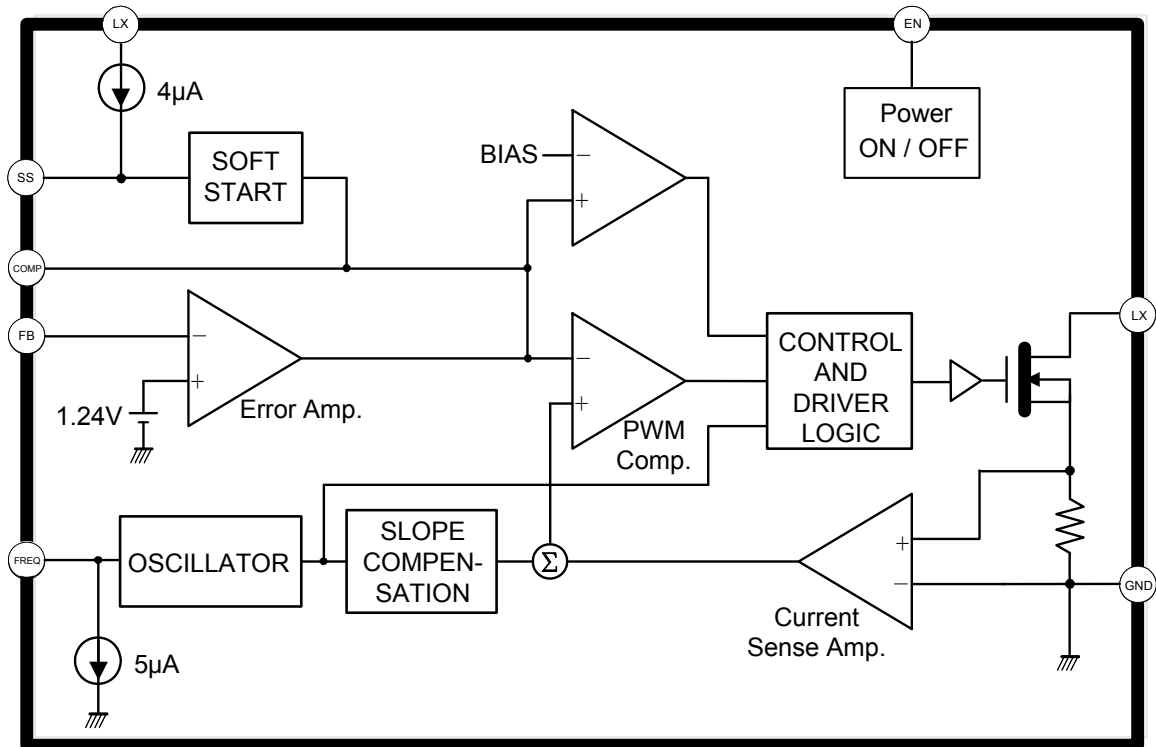 LX
EN
4µA
Power
ON / OFF
SOFT
START
BIAS
−
+
SS
COMP
FB
−
+
1.24V
Error Amp.
−
+
PWM
Comp.
CONTROL
AND
DRIVER
LOGIC
LX
FREQ
OSCILLATOR
SLOPE
COMPEN-
SATION
Σ
+
−
Current
Sense Amp.
GND
5µA